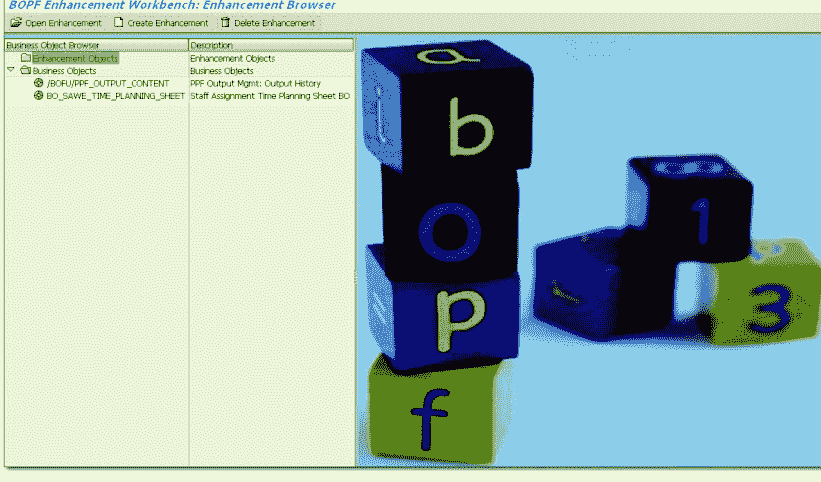 BOPF Enhancement Workbench: Enhancement Browser
Open Enhancement Create Enhancement Delete Enhancement
Business Object Browser Description
Enhancement Objects Enhancement Objects
Business Objects Business Objects
/BOFU/PPF_OUTPUT_CONTENT PPF Output Mgmt: Output History
BO_SAWE_TIME_PLANNING_SHEET Staff Assignment Time Planning Sheet BO
a
j
b
o
p
f
1
3